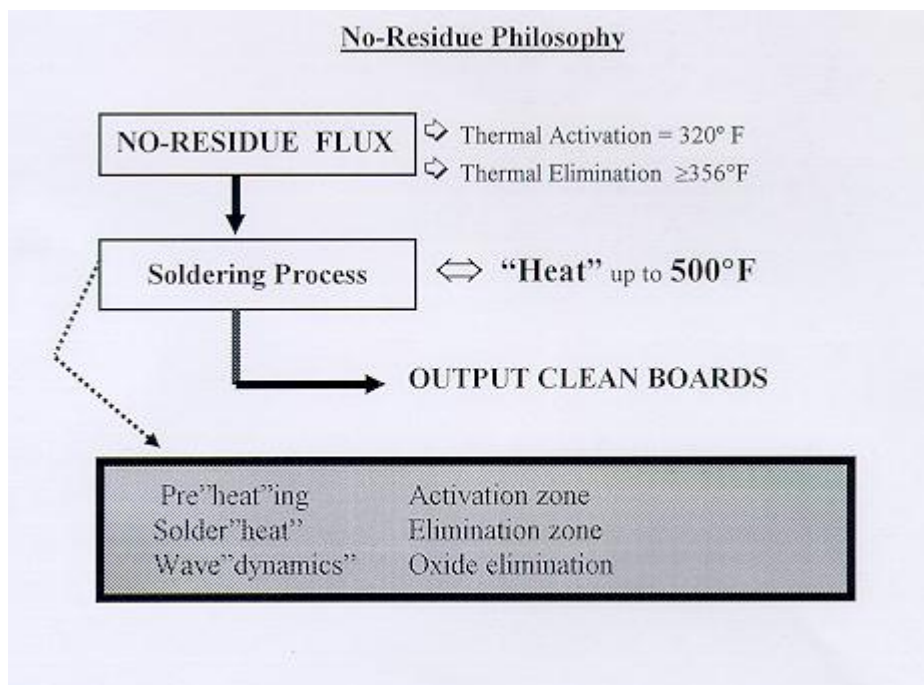 No-Residue Philosophy
NO-RESIDUE FLUX
Thermal Activation = 320° F
Thermal Elimination ≥356°F
Soldering Process
“Heat” up to 500°F
OUTPUT CLEAN BOARDS
Pre”heat”ing Activation zone
Solder”heat” Elimination zone
Wave”dynamics” Oxide elimination